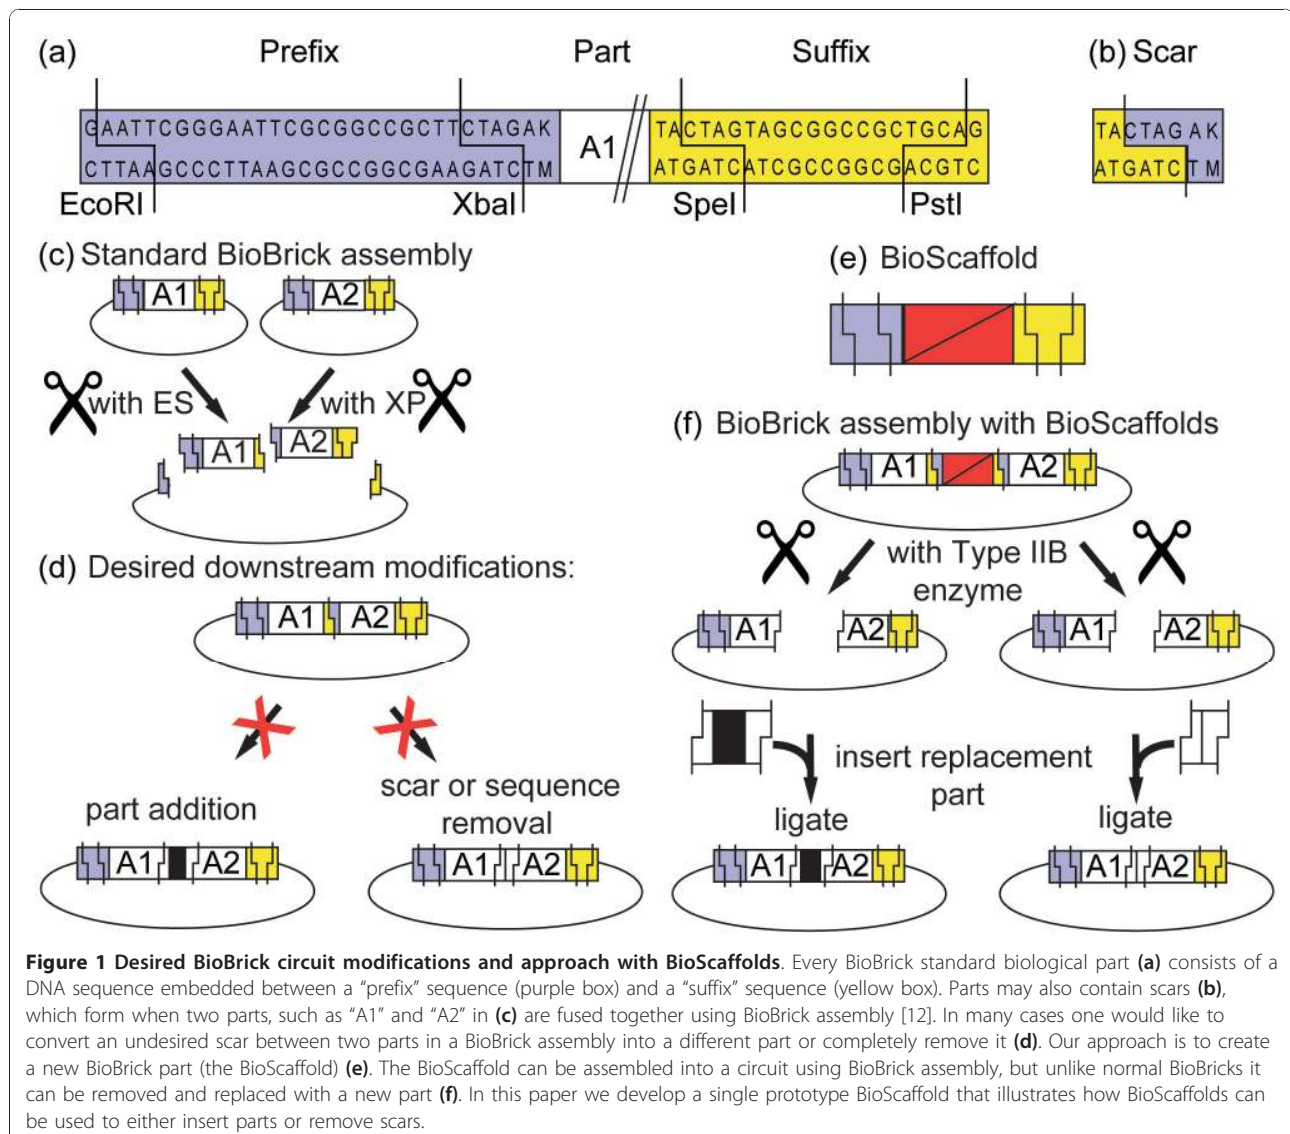 (a) Prefix Part Suffix (b) Scar
GAATTCGGGAATTCGCGGCCGCTTCTAGAK A1 TACTAGTAGCGGCCGCTGCAG TACTAGAK
CTTAAGCCCTTAAGCGCCGGCGAAGATCTM ATGATCATCGCCGGCGACGTC ATGATCTM
EcoRI XbaI SpeI PstI
(c) Standard BioBrick assembly
A1 A2
with ES with XP
A1 A2
(d) Desired downstream modifications:
A1 A2
part addition
scar or sequence
removal
A1 A2
A1 A2
(e) BioScaffold
(f) BioBrick assembly with BioScaffolds
A1 A2
with Type IIB
enzyme
A1 A2 A1 A2
insert replacement
part
ligate ligate
A1 A2 A1 A2
Figure 1 Desired BioBrick circuit modifications and approach with BioScaffolds. Every BioBrick standard biological part (a) consists of a
DNA sequence embedded between a “prefix” sequence (purple box) and a “suffix” sequence (yellow box). Parts may also contain scars (b),
which form when two parts, such as “A1” and “A2” in (c) are fused together using BioBrick assembly [12]. In many cases one would like to
convert an undesired scar between two parts in a BioBrick assembly into a different part or completely remove it (d). Our approach is to create
a new BioBrick part (the BioScaffold) (e). The BioScaffold can be assembled into a circuit using BioBrick assembly, but unlike normal BioBricks it
can be removed and replaced with a new part (f). In this paper we develop a single prototype BioScaffold that illustrates how BioScaffolds can
be used to either insert parts or remove scars.